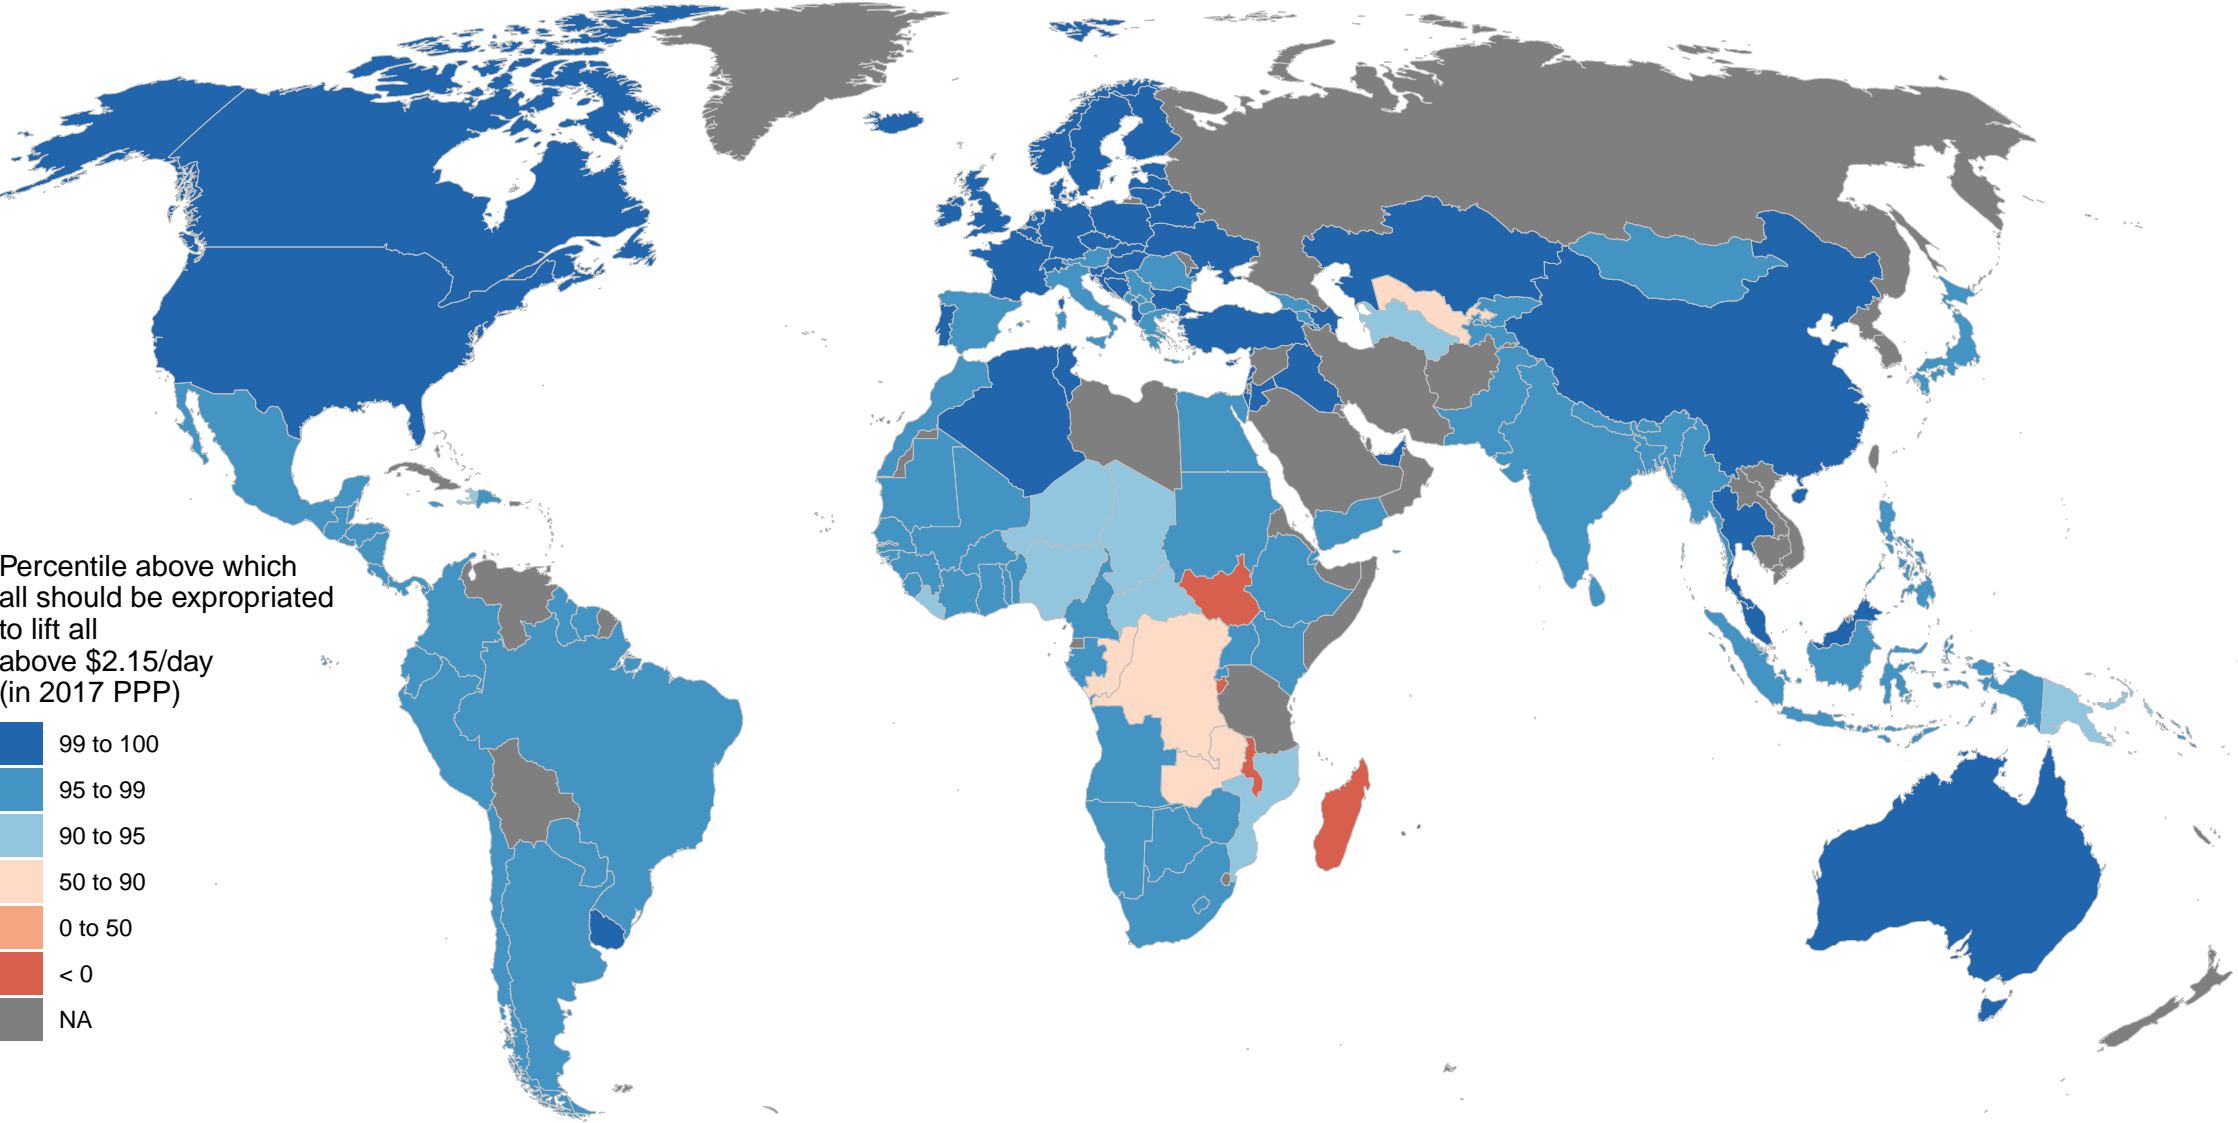 Percentile above which
all should be expropriated
to lift all
above $2.15/day
(in 2017 PPP)
99 to 100
95 to 99
90 to 95
50 to 90
0 to 50
< 0
NA